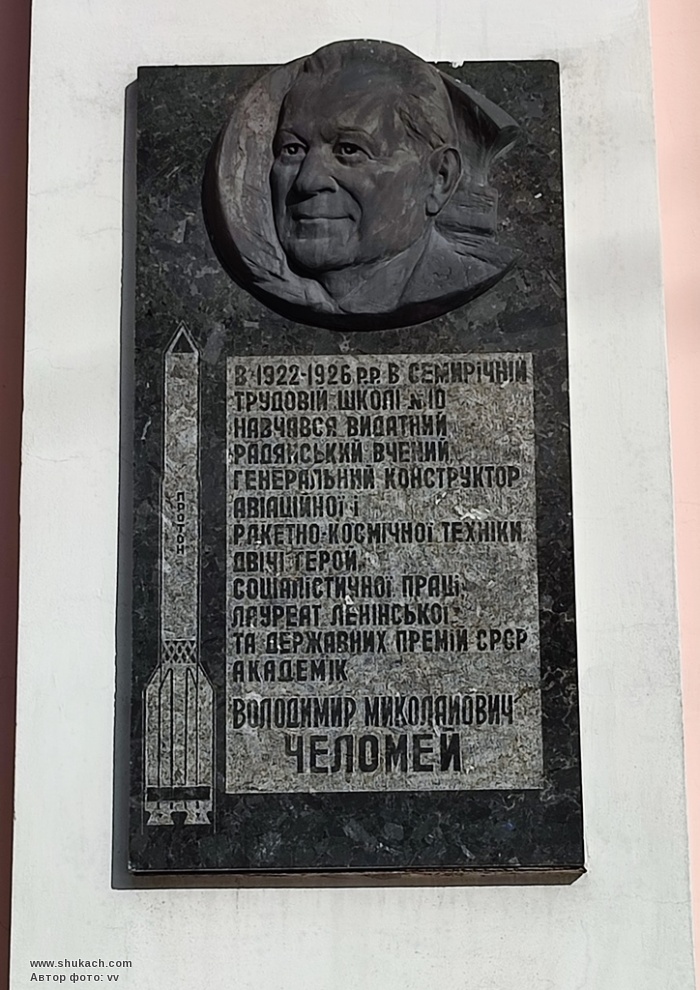 В 1922-1926 р.р. В СЕМИРІЧНІЙ
ТРУДОВІЙ ШКОЛІ №10
НАВЧАВСЯ ВИДАТНИЙ
РАДЯНСЬКИЙ ВЧЕНИЙ,
ГЕНЕРАЛЬНИЙ КОНСТРУКТОР
АВІАЦІЙНОЇ І
РАКЕТНО-КОСМІЧНОЇ ТЕХНІКИ,
ДВІЧІ ГЕРОЙ
СОЦІАЛІСТИЧНОЇ ПРАЦІ,
ЛАУРЕАТ ЛЕНІНСЬКОЇ
ТА ДЕРЖАВНИХ ПРЕМІЙ СРСР
АКАДЕМІК
ВОЛОДИМИР МИКОЛАЙОВИЧ
ЧЕЛОМЕЙ
ПРОТОН
www.shukach.com
Автор фото: vv